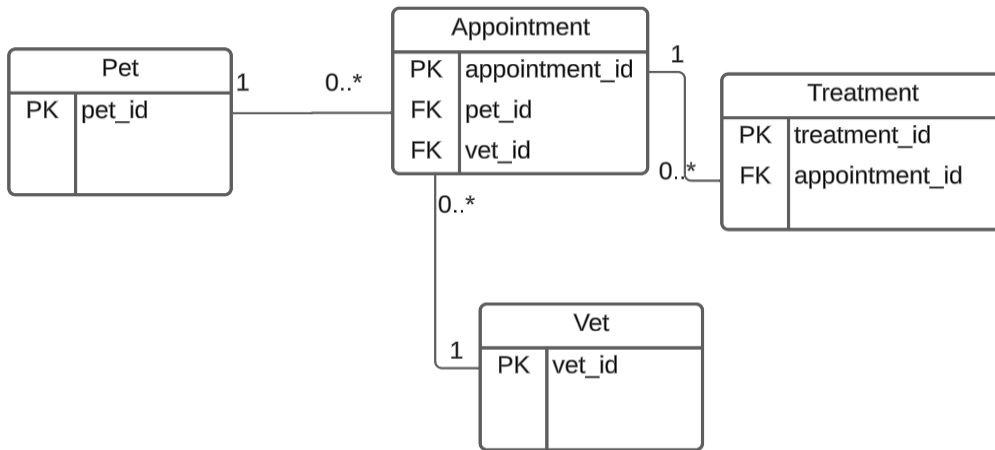 Pet
PK pet_id
1
0..*
Appointment
PK appointment_id
FK pet_id
FK vet_id
1
0..*
Treatment
PK treatment_id
FK appointment_id
0..*
1
Vet
PK vet_id